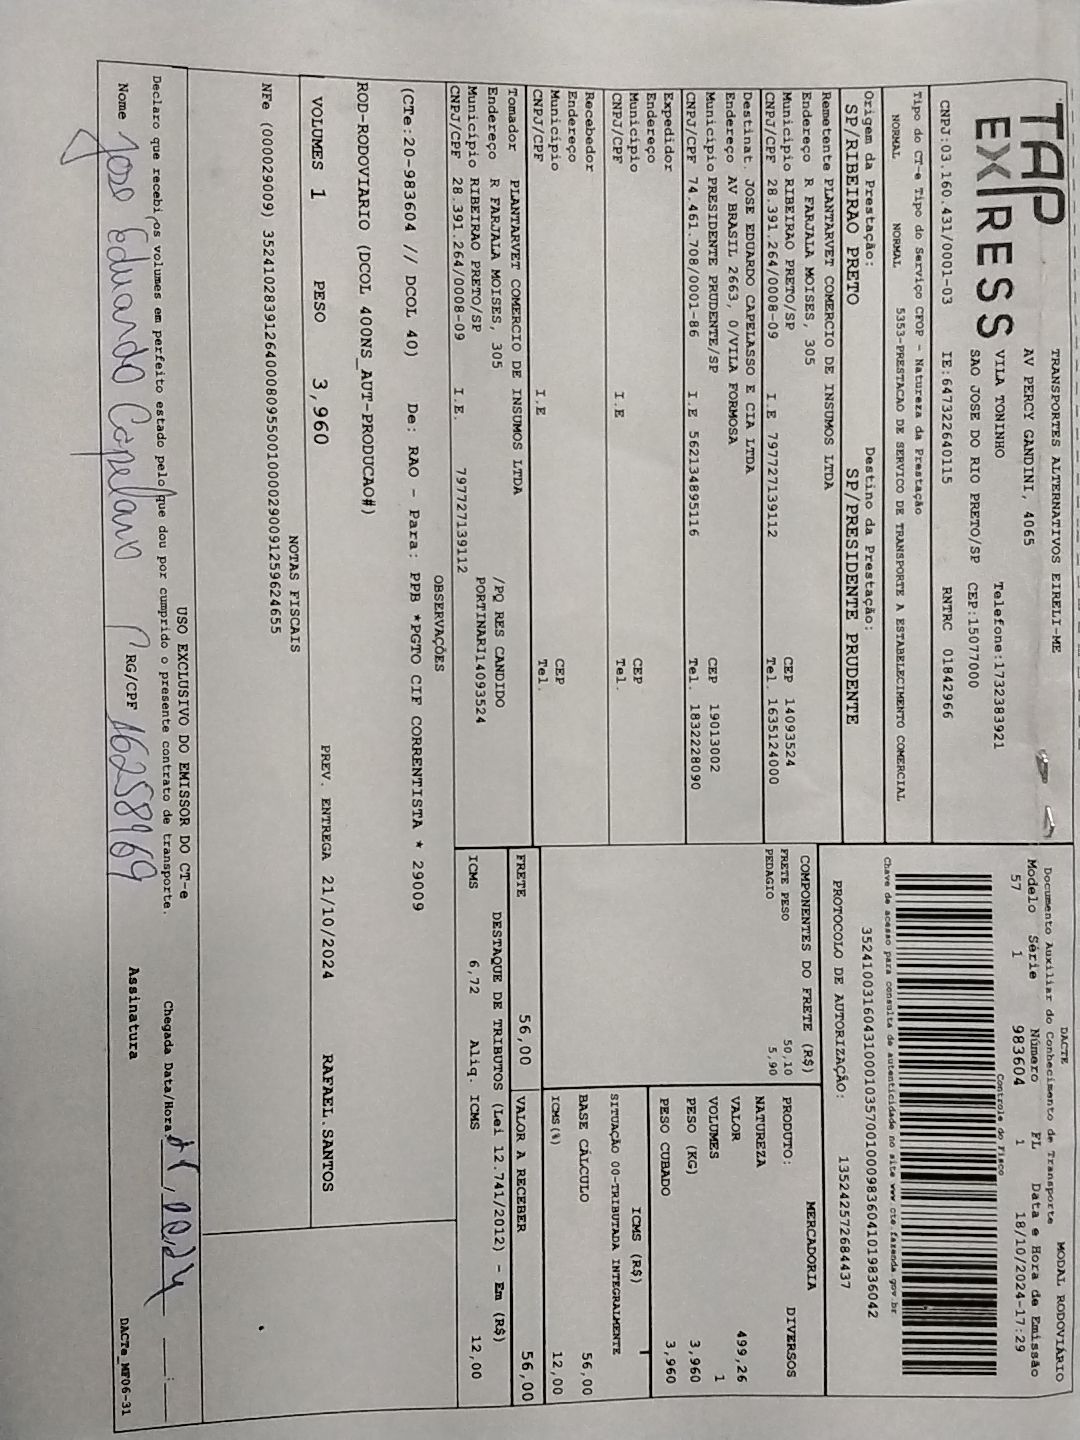 TAP EXPRESS
TRANSPORTES ALTERNATIVOS EIRELI-ME
AV PERCY GANDINI, 4065
VILA TONINHO Telefone:1732383921
SAO JOSE DO RIO PRETO/SP CEP:15077000
CNPJ:03.160.431/0001-03 IE:647322640115 RNTRC 01842966
DACTE MODAL RODOVIÁRIO
Documento Auxiliar do Conhecimento de Transporte
Modelo Série Número FL Data e Hora de Emissão
57 1 983604 1 18/10/2024-17:29
Controle do Fisco
Chave de acesso para consulta de autenticidade no site www.cte.fazenda.gov.br
35241003160431000103570010009836041019836042
PROTOCOLO DE AUTORIZAÇÃO: 135242572684437
Tipo do CT-e Tipo do Serviço CFOP - Natureza da Prestação
NORMAL NORMAL 5353-PRESTACAO DE SERVICO DE TRANSPORTE A ESTABELECIMENTO COMERCIAL
Origem da Prestação: Destino da Prestação:
SP/RIBEIRAO PRETO SP/PRESIDENTE PRUDENTE
Remetente PLANTARVET COMERCIO DE INSUMOS LTDA
Endereço R FARJALA MOISES, 305
Município RIBEIRAO PRETO/SP CEP 14093524
CNPJ/CPF 28.391.264/0008-09 I.E 797727139112 Tel. 1635124000
Destinat. JOSE EDUARDO CAPELASSO E CIA LTDA
Endereço AV BRASIL 2663, 0/VILA FORMOSA
Município PRESIDENTE PRUDENTE/SP CEP 19013002
CNPJ/CPF 74.461.708/0001-86 I.E 562134895116 Tel. 1832228090
Expedidor
Endereço
Município CEP
CNPJ/CPF I.E Tel.
Recebedor
Endereço
Município CEP
CNPJ/CPF I.E Tel.
Tomador PLANTARVET COMERCIO DE INSUMOS LTDA
Endereço R FARJALA MOISES, 305 /PQ RES CANDIDO
Município RIBEIRAO PRETO/SP PORTINARI14093524
CNPJ/CPF 28.391.264/0008-09 I.E. 797727139112
COMPONENTES DO FRETE (R$)
FRETE PESO 50,10
PEDAGIO 5,90
MERCADORIA
PRODUTO: DIVERSOS
NATUREZA
VALOR 499,26
VOLUMES 1
PESO (KG) 3,960
PESO CUBADO 3,960
ICMS (R$)
SITUAÇÃO 00-TRIBUTADA INTEGRALMENTE
BASE CÁLCULO 56,00
ICMS(%) 12,00
FRETE 56,00 VALOR A RECEBER 56,00
DESTAQUE DE TRIBUTOS (Lei 12.741/2012) - Em (R$)
ICMS 6,72 Aliq. ICMS 12,00
OBSERVAÇÕES
(CTe:20-983604 // DCOL 40) De: RAO - Para: PPB *PGTO CIF CORRENTISTA * 29009
ROD-RODOVIARIO (DCOL 400NS_AUT-PRODUCAO#)
VOLUMES 1 PESO 3,960 PREV. ENTREGA 21/10/2024 RAFAEL.SANTOS
NOTAS FISCAIS
NFe (000029009) 35241028391264000809550010000290091259624655
USO EXCLUSIVO DO EMISSOR DO CT-e
Declaro que recebi os volumes em perfeito estado pelo que dou por cumprido o presente contrato de transporte. Chegada Data/Hora:
Nome Jose Eduardo Capelasso RG/CPF 16258969 Assinatura
DACTe_MF06-31